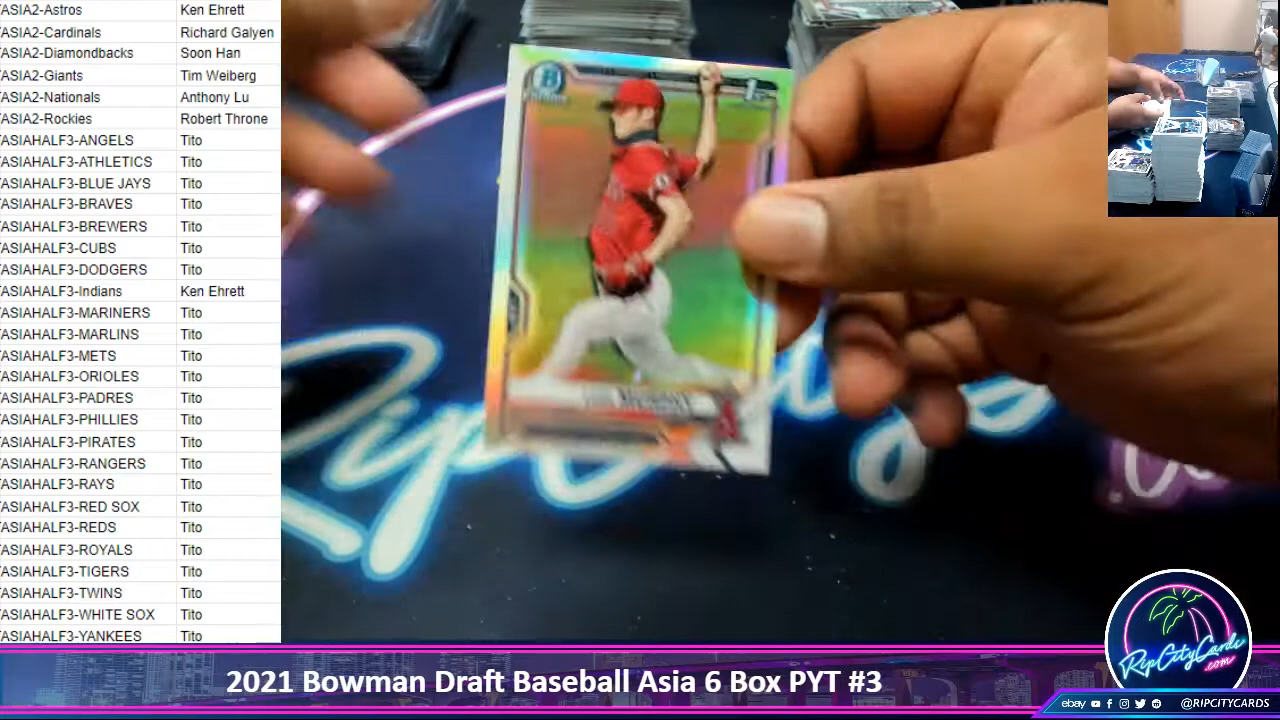 ASIA2-Astros Ken Ehrett
ASIA2-Cardinals Richard Galyen
ASIA2-Diamondbacks Soon Han
ASIA2-Giants Tim Weiberg
ASIA2-Nationals Anthony Lu
ASIA2-Rockies Robert Throne
ASIAHALF3-ANGELS Tito
ASIAHALF3-ATHLETICS Tito
ASIAHALF3-BLUE JAYS Tito
ASIAHALF3-BRAVES Tito
ASIAHALF3-BREWERS Tito
ASIAHALF3-CUBS Tito
ASIAHALF3-DODGERS Tito
ASIAHALF3-Indians Ken Ehrett
ASIAHALF3-MARINERS Tito
ASIAHALF3-MARLINS Tito
ASIAHALF3-METS Tito
ASIAHALF3-ORIOLES Tito
ASIAHALF3-PADRES Tito
ASIAHALF3-PHILLIES Tito
ASIAHALF3-PIRATES Tito
ASIAHALF3-RANGERS Tito
ASIAHALF3-RAYS Tito
ASIAHALF3-RED SOX Tito
ASIAHALF3-REDS Tito
ASIAHALF3-ROYALS Tito
ASIAHALF3-TIGERS Tito
ASIAHALF3-TWINS Tito
ASIAHALF3-WHITE SOX Tito
ASIAHALF3-YANKEES Tito
B
1st
Rip
2021 Bowman Draft Baseball Asia 6 Box PYT #3
RipCityCards
.com
ebay @RIPCITYCARDS